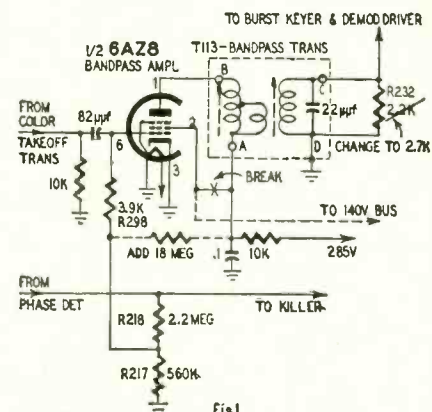 TO BURST KEYER & DEMOD DRIVER
1/2 6AZ8
BANDPASS AMPL
T113-BANDPASS TRANS
1
B
C
R232
2.2K
FROM
COLOR
TAKEOFF
TRANS
82μμf
6
2
3
22μμf
A
D
CHANGE TO 2.7K
BREAK
X
10K
3.9K
R298
TO 140V BUS
ADD 18 MEG
.1
10K
285V
FROM
PHASE DET
TO KILLER
R218
2.2 MEG
R217
560K
Fig1